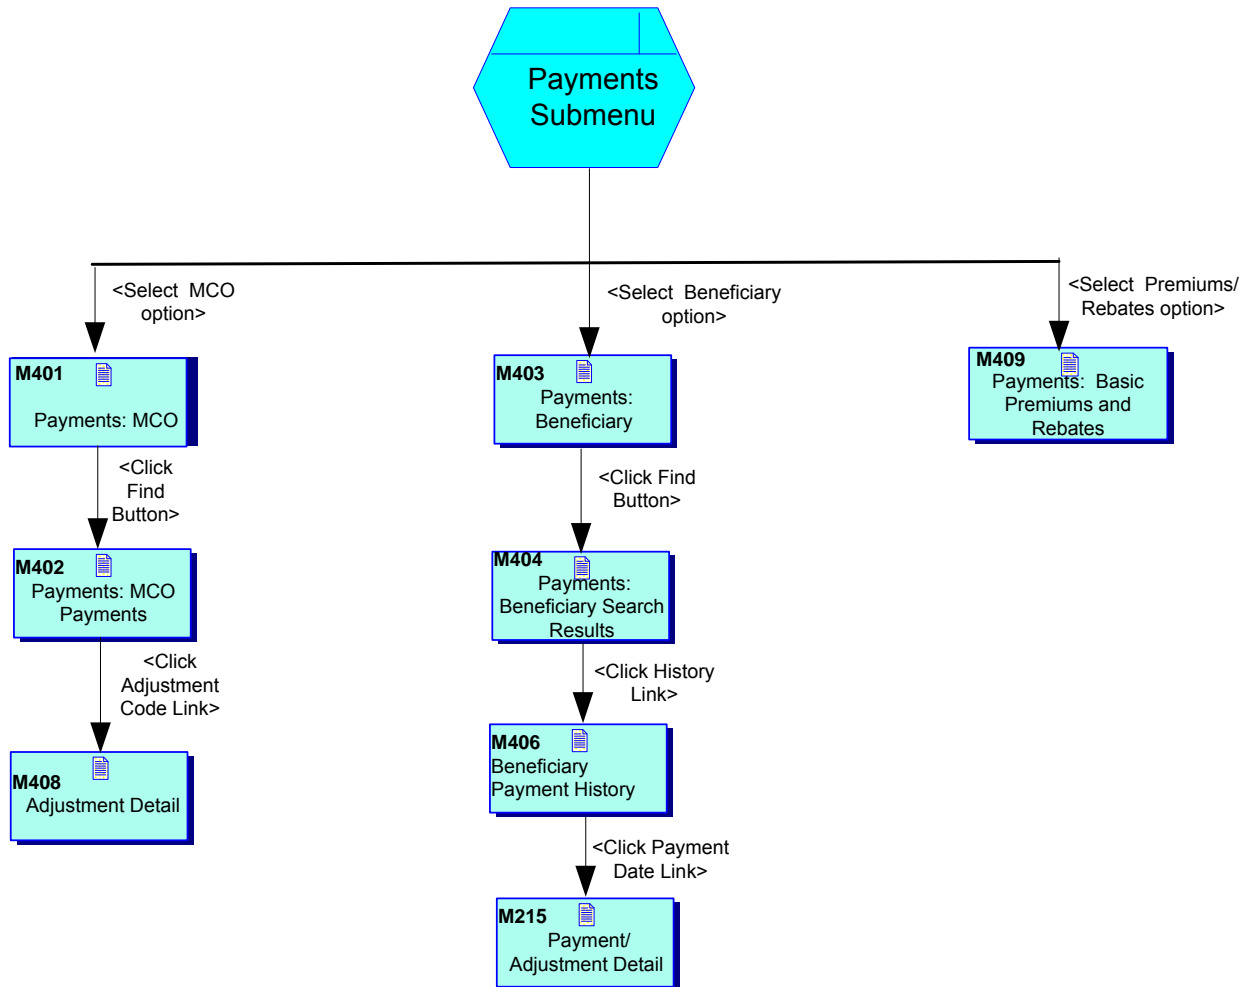 Payments
Submenu
<Select MCO
option>
<Select Beneficiary
option>
<Select Premiums/
Rebates option>
M401
Payments: MCO
M403
Payments:
Beneficiary
M409
Payments: Basic
Premiums and
Rebates
<Click
Find
Button>
<Click Find
Button>
M402
Payments: MCO
Payments
M404
Payments:
Beneficiary Search
Results
<Click
Adjustment
Code Link>
<Click History
Link>
M408
Adjustment Detail
M406
Beneficiary
Payment History
<Click Payment
Date Link>
M215
Payment/
Adjustment Detail